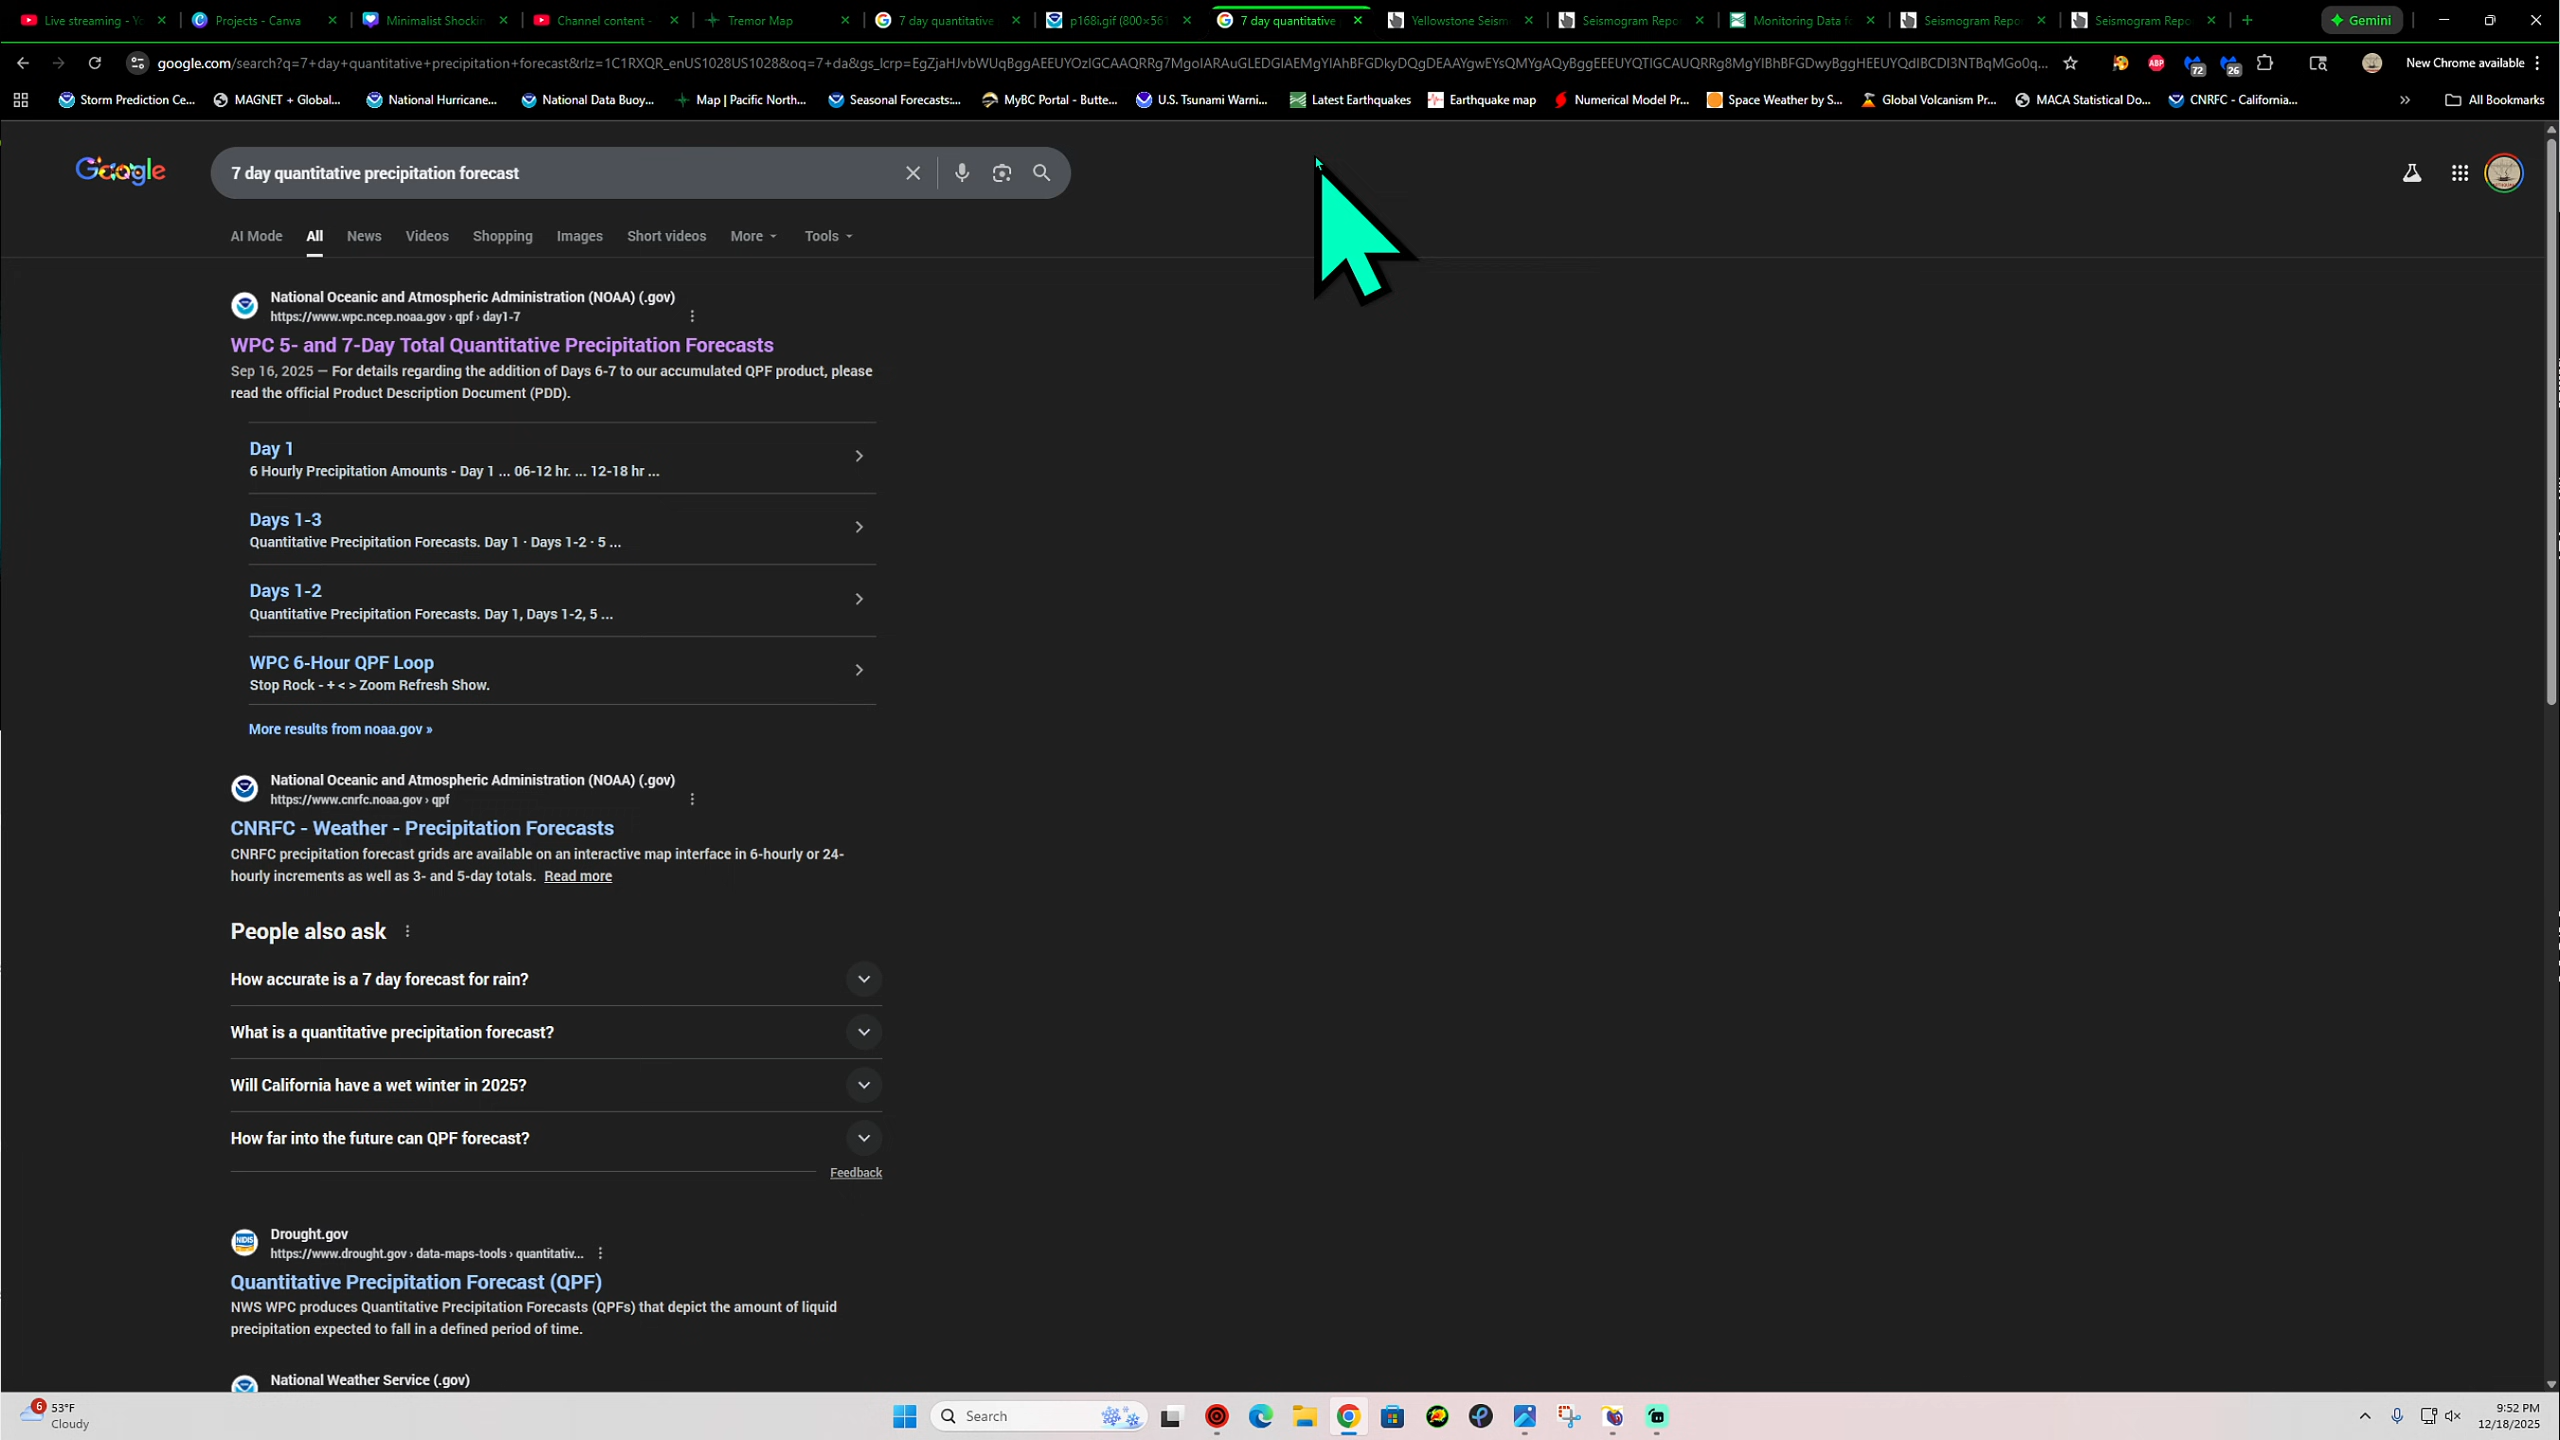 Live streaming - Yo
Projects - Canva
Minimalist Shockin
Channel content -
Tremor Map
7 day quantitative
p168i.gif (800×561
7 day quantitative
Yellowstone Seism
Seismogram Repo
Monitoring Data fo
Seismogram Repo
Seismogram Repo
Gemini
google.com/search?q=7+day+quantitative+precipitation+forecast&rlz=1C1RXQR_enUS1028US1028&oq=7+da&gs_lcrp=
ABP
72
26
New Chrome available
Storm Prediction Ce...
MAGNET + Global...
National Hurricane...
National Data Buoy...
Map | Pacific North...
Seasonal Forecasts:...
MyBC Portal - Butte...
U.S. Tsunami Warni...
Latest Earthquakes
Earthquake map
Numerical Model Pr...
Space Weather by S...
Global Volcanism Pr...
MACA Statistical Do...
CNRFC - California...
All Bookmarks
Google
7 day quantitative precipitation forecast
AI Mode
All
News
Videos
Shopping
Images
Short videos
More
Tools
National Oceanic and Atmospheric Administration (NOAA) (.gov)
https://www.wpc.ncep.noaa.gov › qpf › day1-7
WPC 5- and 7-Day Total Quantitative Precipitation Forecasts
Sep 16, 2025 — For details regarding the addition of Days 6-7 to our accumulated QPF product, please
read the official Product Description Document (PDD).
Day 1
6 Hourly Precipitation Amounts - Day 1 ... 06-12 hr. ... 12-18 hr ...
Days 1-3
Quantitative Precipitation Forecasts. Day 1 · Days 1-2 · 5 ...
Days 1-2
Quantitative Precipitation Forecasts. Day 1, Days 1-2, 5 ...
WPC 6-Hour QPF Loop
Stop Rock - + < > Zoom Refresh Show.
More results from noaa.gov »
National Oceanic and Atmospheric Administration (NOAA) (.gov)
https://www.cnrfc.noaa.gov › qpf
CNRFC - Weather - Precipitation Forecasts
CNRFC precipitation forecast grids are available on an interactive map interface in 6-hourly or 24-
hourly increments as well as 3- and 5-day totals. Read more
People also ask
How accurate is a 7 day forecast for rain?
What is a quantitative precipitation forecast?
Will California have a wet winter in 2025?
How far into the future can QPF forecast?
Feedback
Drought.gov
https://www.drought.gov › data-maps-tools › quantitativ...
Quantitative Precipitation Forecast (QPF)
NWS WPC produces Quantitative Precipitation Forecasts (QPFs) that depict the amount of liquid
precipitation expected to fall in a defined period of time.
National Weather Service (.gov)
6
53°F
Cloudy
Search
9:52 PM
12/18/2025